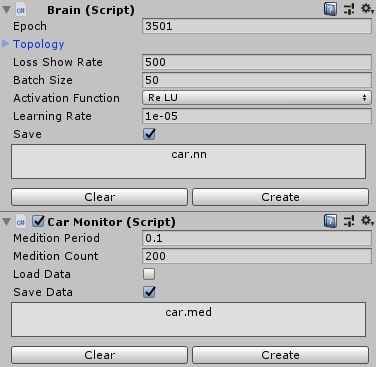 Brain (Script)
Epoch 3501
Topology
Loss Show Rate 500
Batch Size 50
Activation Function Re LU
Learning Rate 1e-05
Save
car.nn
Clear Create
Car Monitor (Script)
Medition Period 0.1
Medition Count 200
Load Data
Save Data
car.med
Clear Create